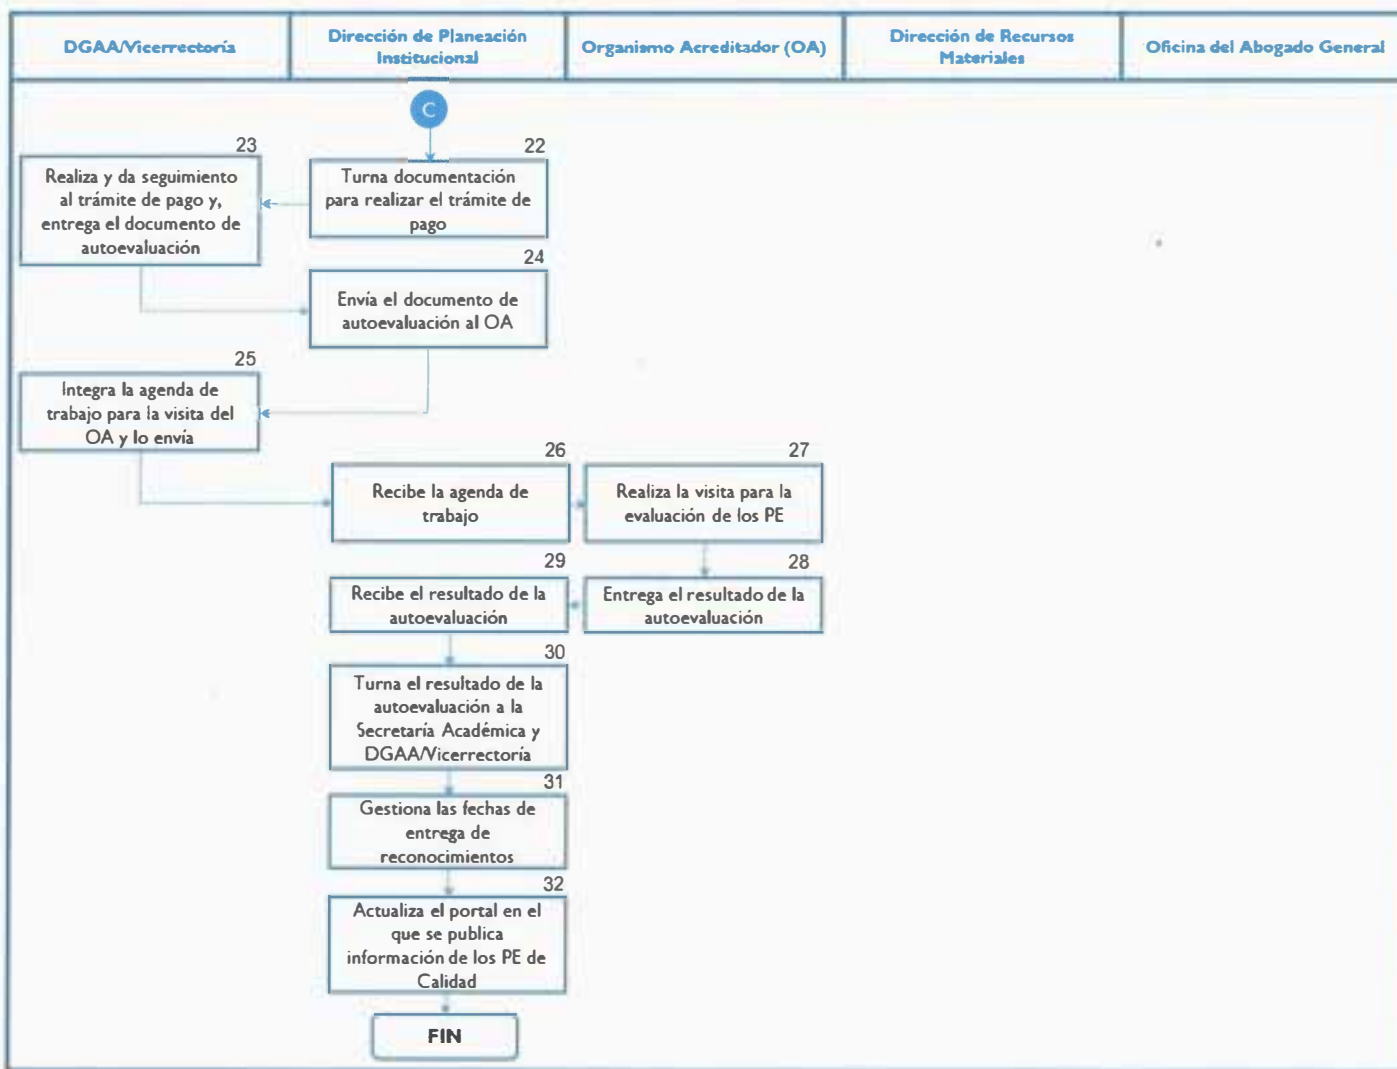 DGAA/Vicerrectoría
Dirección de Planeación
Institucional
Organismo Acreditador (OA)
Dirección de Recursos
Materiales
Oficina del Abogado General
C
22
Turna documentación
para realizar el trámite de
pago
23
Realiza y da seguimiento
al trámite de pago y,
entrega el documento de
autoevaluación
24
Envía el documento de
autoevaluación al OA
25
Integra la agenda de
trabajo para la visita del
OA y lo envía
26
Recibe la agenda de
trabajo
27
Realiza la visita para la
evaluación de los PE
28
Entrega el resultado de la
autoevaluación
29
Recibe el resultado de la
autoevaluación
30
Turna el resultado de la
autoevaluación a la
Secretaría Académica y
DGAA/Vicerrectoría
31
Gestiona las fechas de
entrega de
reconocimientos
32
Actualiza el portal en el
que se publica
información de los PE de
Calidad
FIN